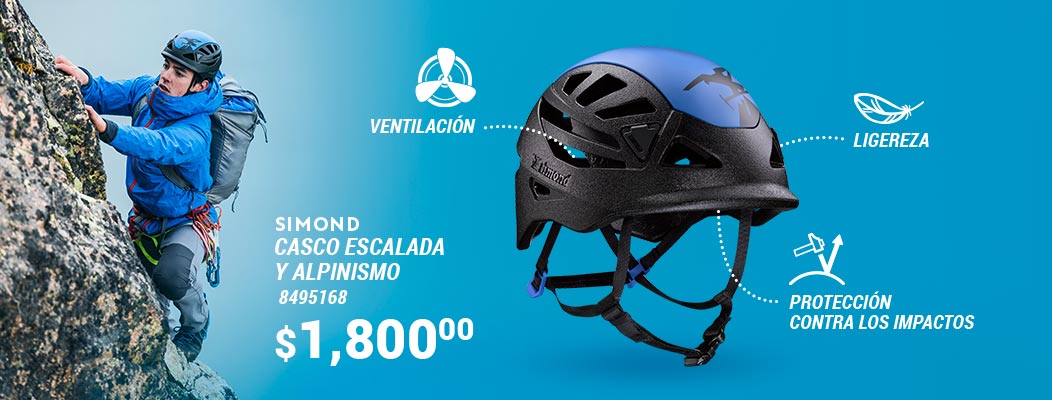 VENTILACIÓN
LIGEREZA
simond
SIMOND
CASCO ESCALADA
Y ALPINISMO
8495168
$1,800⁰⁰
PROTECCIÓN
CONTRA LOS IMPACTOS